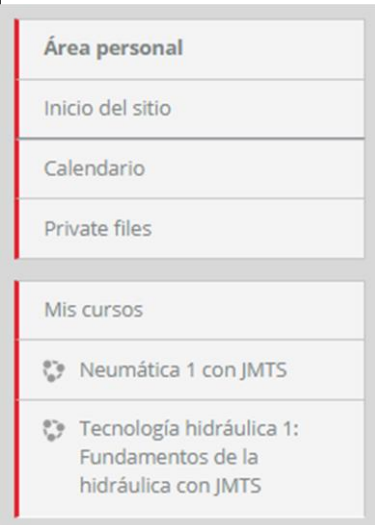 Área personal
Inicio del sitio
Calendario
Private files
Mis cursos
Neumática 1 con JMTS
Tecnología hidráulica 1:
Fundamentos de la
hidráulica con JMTS